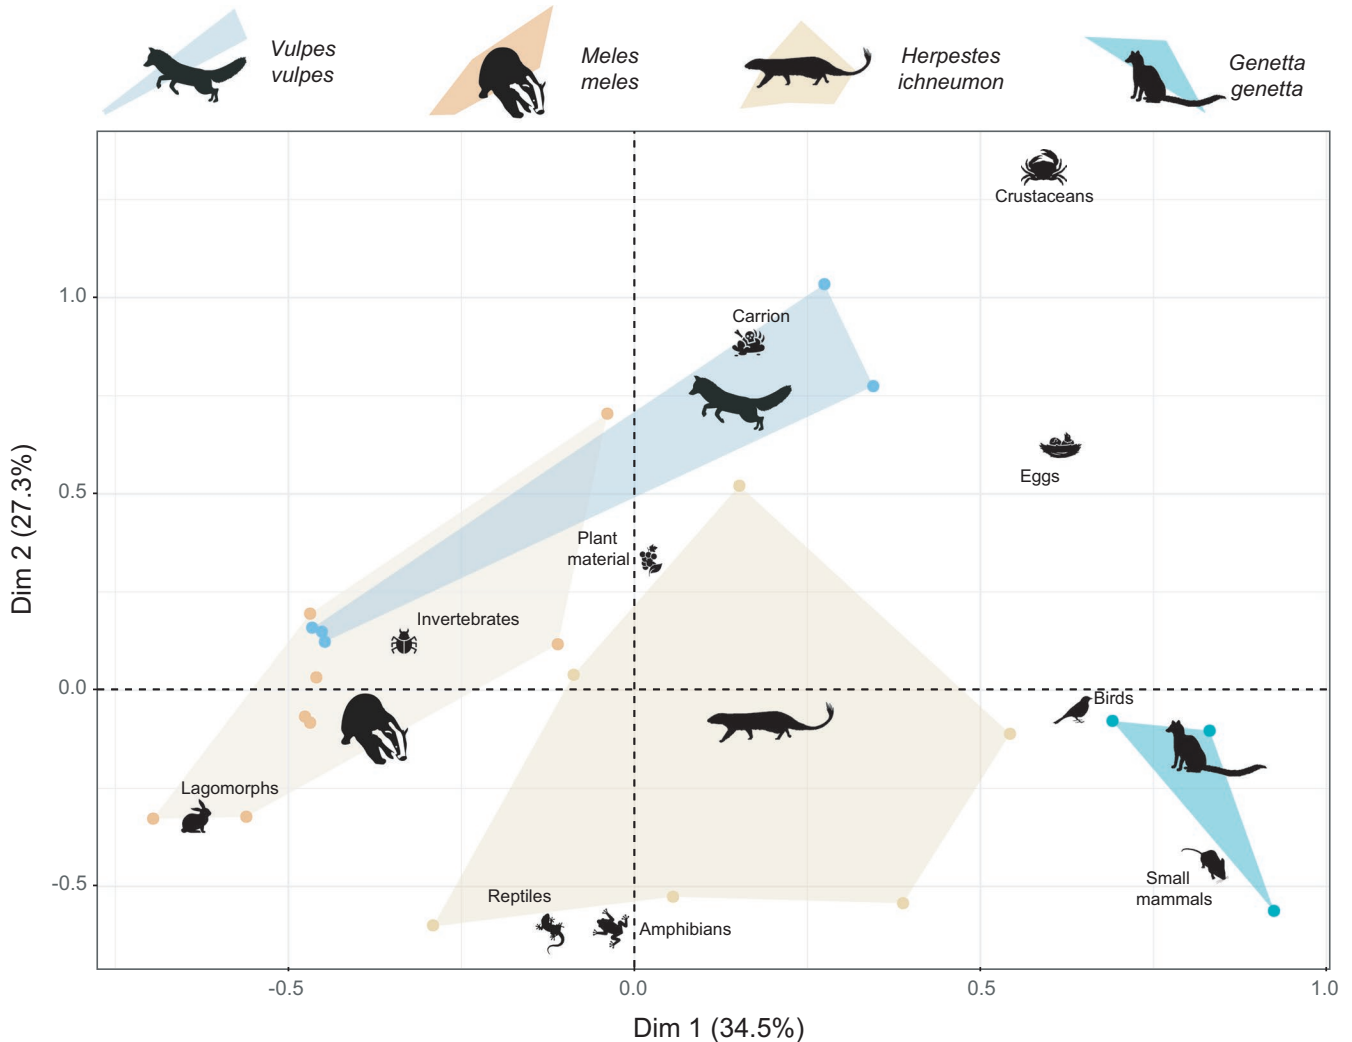 Vulpes
vulpes
Meles
meles
Herpestes
ichneumon
Genetta
genetta
Crustaceans
1.0
Carrion
0.5
Eggs
Plant
material
Dim 2 (27.3%)
Invertebrates
0.0
Birds
Lagomorphs
-0.5
Reptiles
Small
mammals
Amphibians
-0.5
0.0
0.5
1.0
Dim 1 (34.5%)